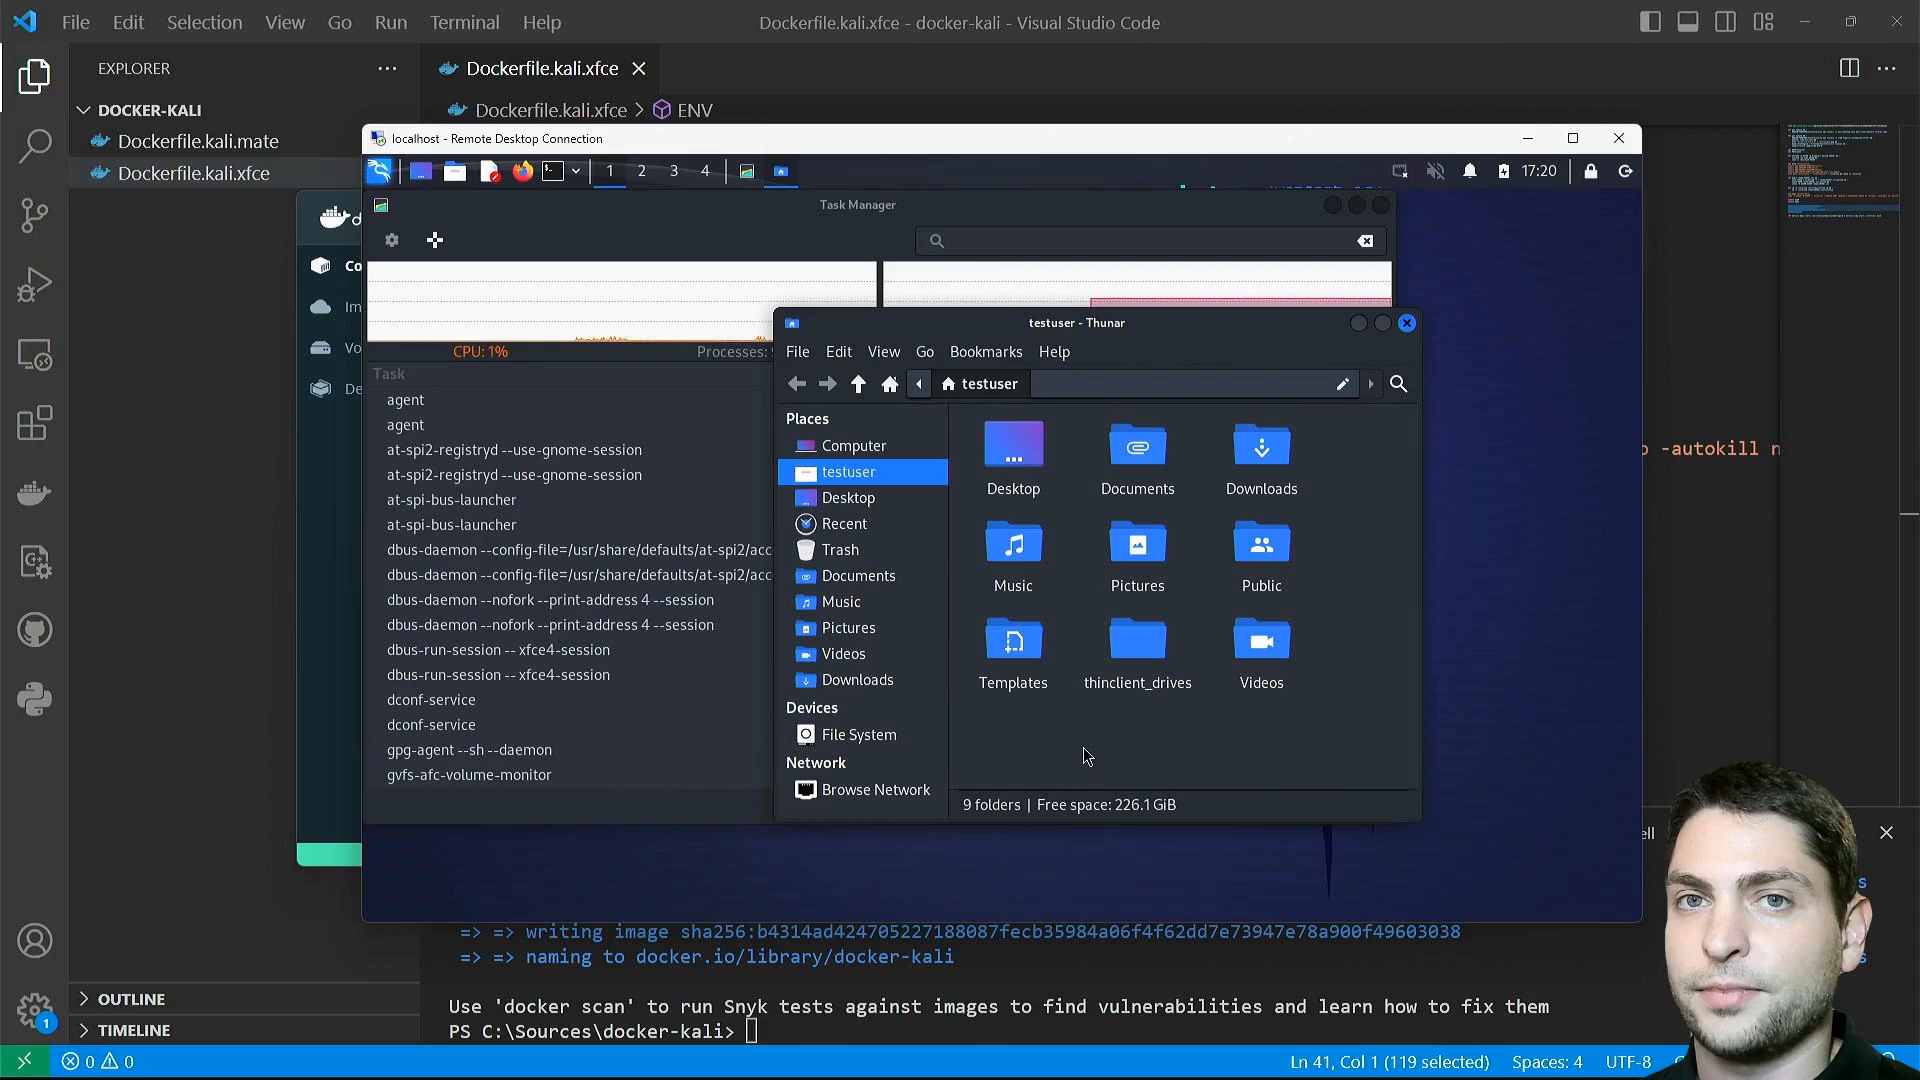 File Edit Selection View Go Run Terminal Help
Dockerfile.kali.xfce - docker-kali - Visual Studio Code
EXPLORER
Dockerfile.kali.xfce
DOCKER-KALI
Dockerfile.kali.xfce > ENV
Dockerfile.kali.mate
Dockerfile.kali.xfce
localhost - Remote Desktop Connection
1 2 3 4
17:20
Task Manager
CPU: 1%
Processes:
Task
agent
agent
at-spi2-registryd --use-gnome-session
at-spi2-registryd --use-gnome-session
at-spi-bus-launcher
at-spi-bus-launcher
dbus-daemon --config-file=/usr/share/defaults/at-spi2/acc
dbus-daemon --config-file=/usr/share/defaults/at-spi2/acc
dbus-daemon --nofork --print-address 4 --session
dbus-daemon --nofork --print-address 4 --session
dbus-run-session -- xfce4-session
dbus-run-session -- xfce4-session
dconf-service
dconf-service
gpg-agent --sh --daemon
gvfs-afc-volume-monitor
testuser - Thunar
File Edit View Go Bookmarks Help
testuser
Places
Computer
testuser
Desktop
Recent
Trash
Documents
Music
Pictures
Videos
Downloads
Devices
File System
Network
Browse Network
Desktop Documents Downloads
Music Pictures Public
Templates thinclient_drives Videos
9 folders | Free space: 226.1 GiB
Co
Im
Vo
De
-autokill n
ell
=> => writing image sha256:b4314ad424705227188087fecb35984a06f4f62dd7e73947e78a900f49603038
=> => naming to docker.io/library/docker-kali
Use 'docker scan' to run Snyk tests against images to find vulnerabilities and learn how to fix them
PS C:\Sources\docker-kali>
OUTLINE
TIMELINE
1
0 0
Ln 41, Col 1 (119 selected) Spaces: 4 UTF-8